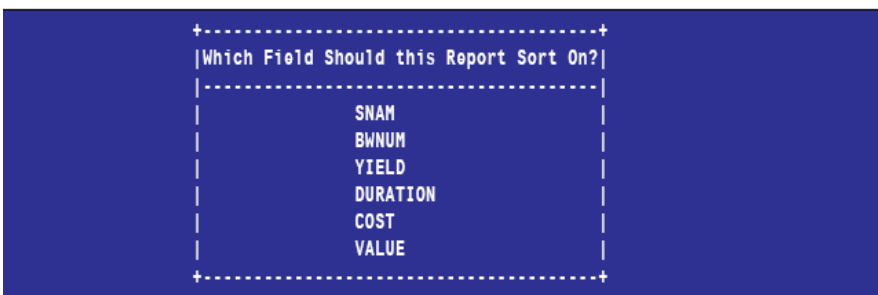 +---------------------------------------+
|Which Field Should this Report Sort On?|
|---------------------------------------|
| SNAM |
| BWNUM |
| YIELD |
| DURATION |
| COST |
| VALUE |
+---------------------------------------+